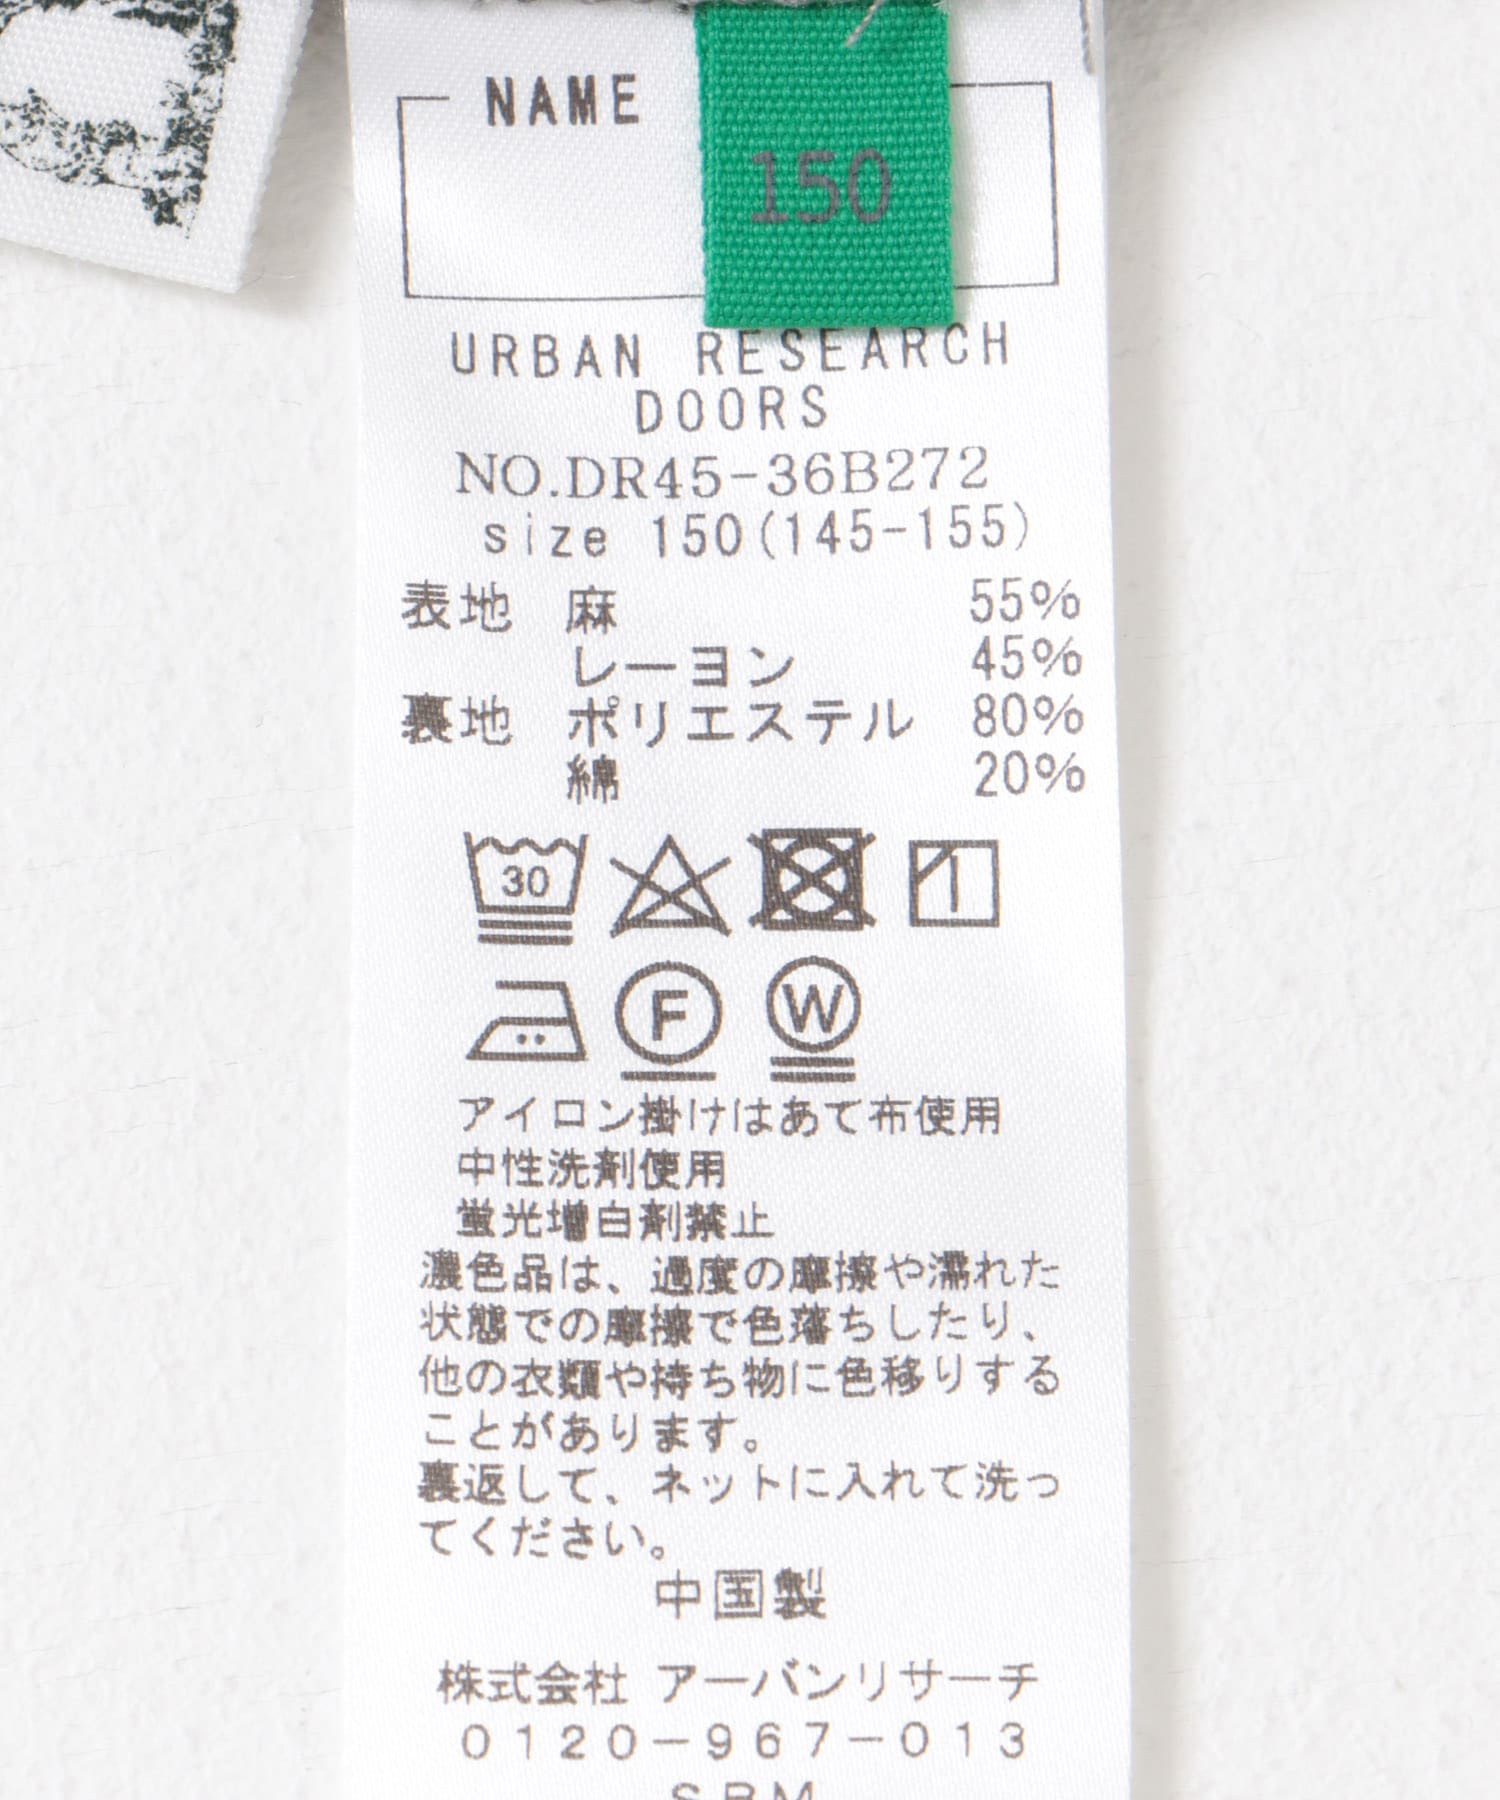 NAME
150
URBAN RESEARCH
DOORS
NO.DR45-36B272
size 150(145-155)
表地 麻 55%
レーヨン 45%
裏地 ポリエステル 80%
綿 20%
30
F W
アイロン掛けはあて布使用
中性洗剤使用
蛍光増白剤禁止
濃色品は、過度の摩擦や濡れた
状態での摩擦で色落ちしたり、
他の衣類や持ち物に色移りする
ことがあります。
裏返して、ネットに入れて洗っ
てください。
中国製
株式会社 アーバンリサーチ
0120-967-013
SBM